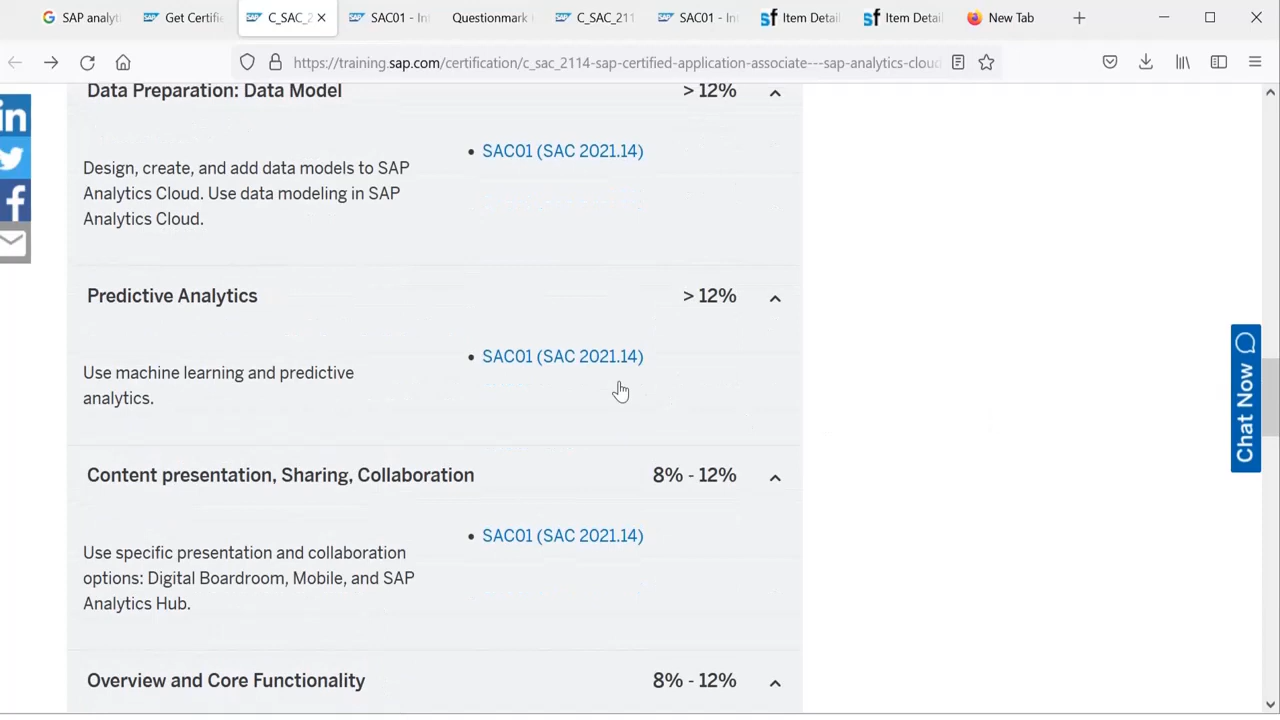 SAP analyt
Get Certifi
C_SAC_2
SAC01 - In
Questionmark
C_SAC_211
SAC01 - In
Item Detail
Item Detail
New Tab
https://training.sap.com/certification/c_sac_2114-sap-certified-application-associate---sap-analytics-cloud
Data Preparation: Data Model > 12%
SAC01 (SAC 2021.14)
Design, create, and add data models to SAP
Analytics Cloud. Use data modeling in SAP
Analytics Cloud.
Predictive Analytics > 12%
SAC01 (SAC 2021.14)
Use machine learning and predictive
analytics.
Content presentation, Sharing, Collaboration 8% - 12%
SAC01 (SAC 2021.14)
Use specific presentation and collaboration
options: Digital Boardroom, Mobile, and SAP
Analytics Hub.
Overview and Core Functionality 8% - 12%
Chat Now